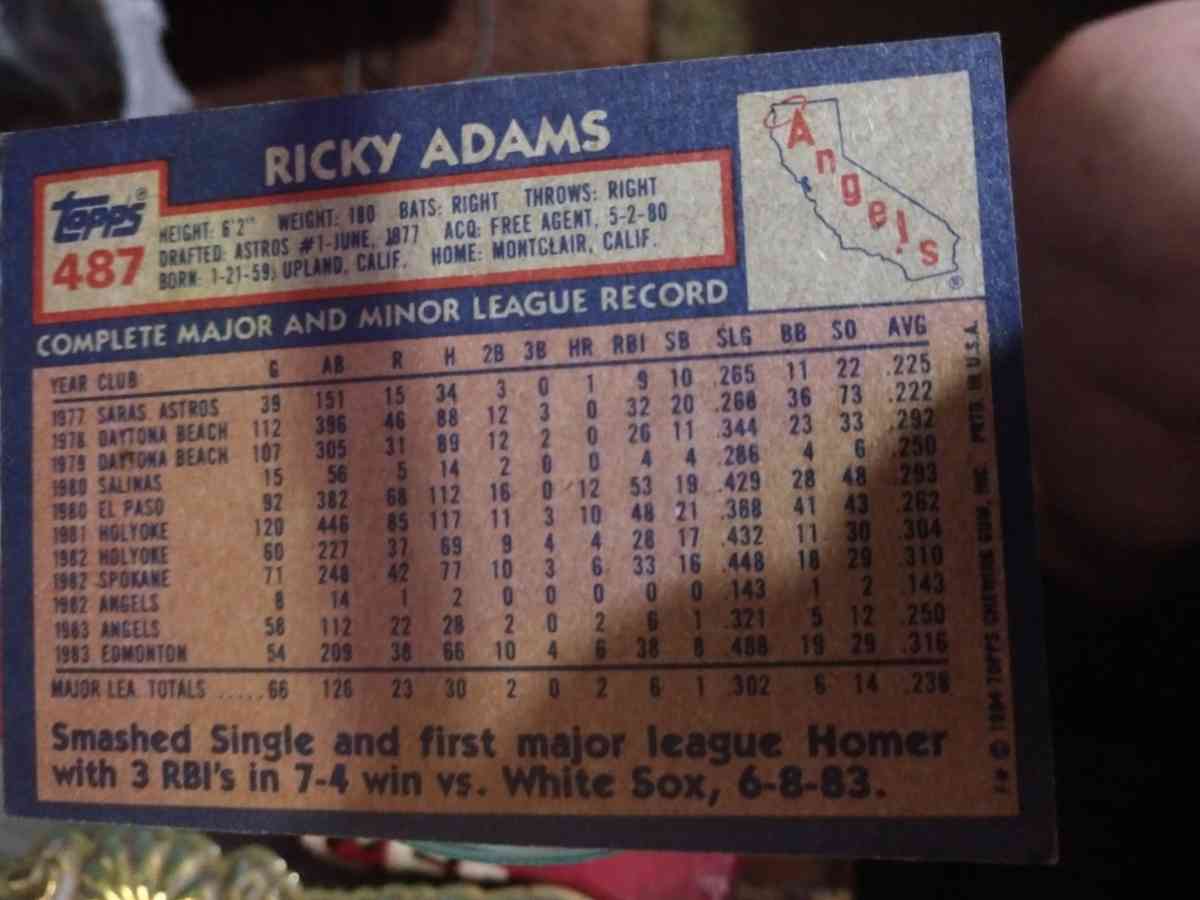 RICKY ADAMS
Angels
®
topps®
487
HEIGHT: 6'2" WEIGHT: 180 BATS: RIGHT THROWS: RIGHT
DRAFTED: ASTROS #1-JUNE, 1977 ACQ: FREE AGENT, 5-2-80
BORN: 1-21-59, UPLAND, CALIF. HOME: MONTCLAIR, CALIF.
COMPLETE MAJOR AND MINOR LEAGUE RECORD
YEAR CLUB G AB R H 2B 3B HR RBI SB SLG BB SO AVG
1977 SARAS ASTROS 39 151 15 34 3 0 1 9 10 .265 11 22 .225
1978 DAYTONA BEACH 112 396 46 88 12 3 0 32 20 .268 36 73 .222
1979 DAYTONA BEACH 107 305 31 89 12 2 0 26 11 .344 23 33 .292
1980 SALINAS 15 56 5 14 2 0 0 4 4 .286 4 6 .250
1980 EL PASO 92 382 68 112 16 0 12 53 19 .429 28 48 .293
1981 HOLYOKE 120 446 85 117 11 3 10 48 21 .368 41 43 .262
1982 HOLYOKE 60 227 37 69 9 4 4 28 17 .432 11 30 .304
1982 SPOKANE 71 248 42 77 10 3 6 33 16 .448 18 29 .310
1982 ANGELS 8 14 1 2 0 0 0 0 0 .143 1 2 .143
1983 ANGELS 58 112 22 28 2 0 2 6 1 .321 5 12 .250
1983 EDMONTON 54 209 38 66 10 4 6 38 8 .488 19 29 .316
MAJOR LEA. TOTALS .....66 126 23 30 2 0 2 6 1 .302 6 14 .238
Smashed Single and first major league Homer
with 3 RBI's in 7-4 win vs. White Sox, 6-8-83.
© 1984 TOPPS CHEWING GUM, INC. PRTD. IN U.S.A.